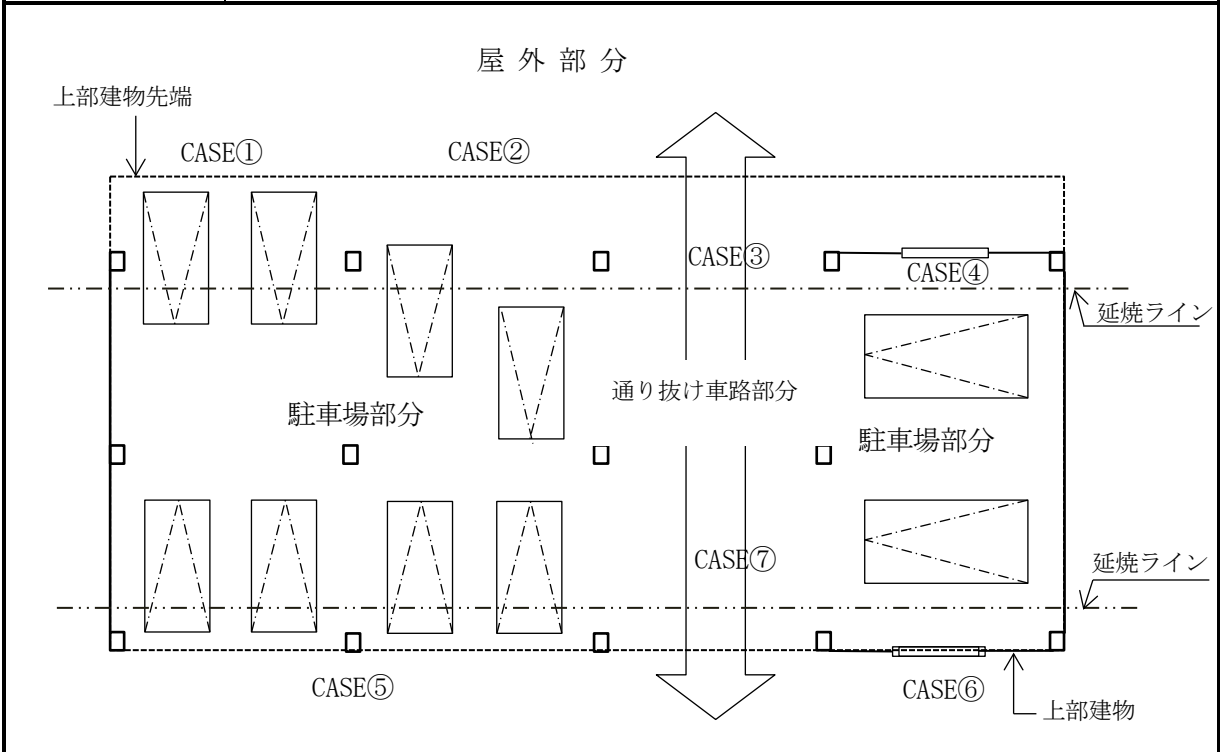 屋 外 部 分
上部建物先端
CASE①
CASE②
CASE③
CASE④
延焼ライン
通り抜け車路部分
駐車場部分
駐車場部分
CASE⑦
延焼ライン
CASE⑤
CASE⑥
上部建物